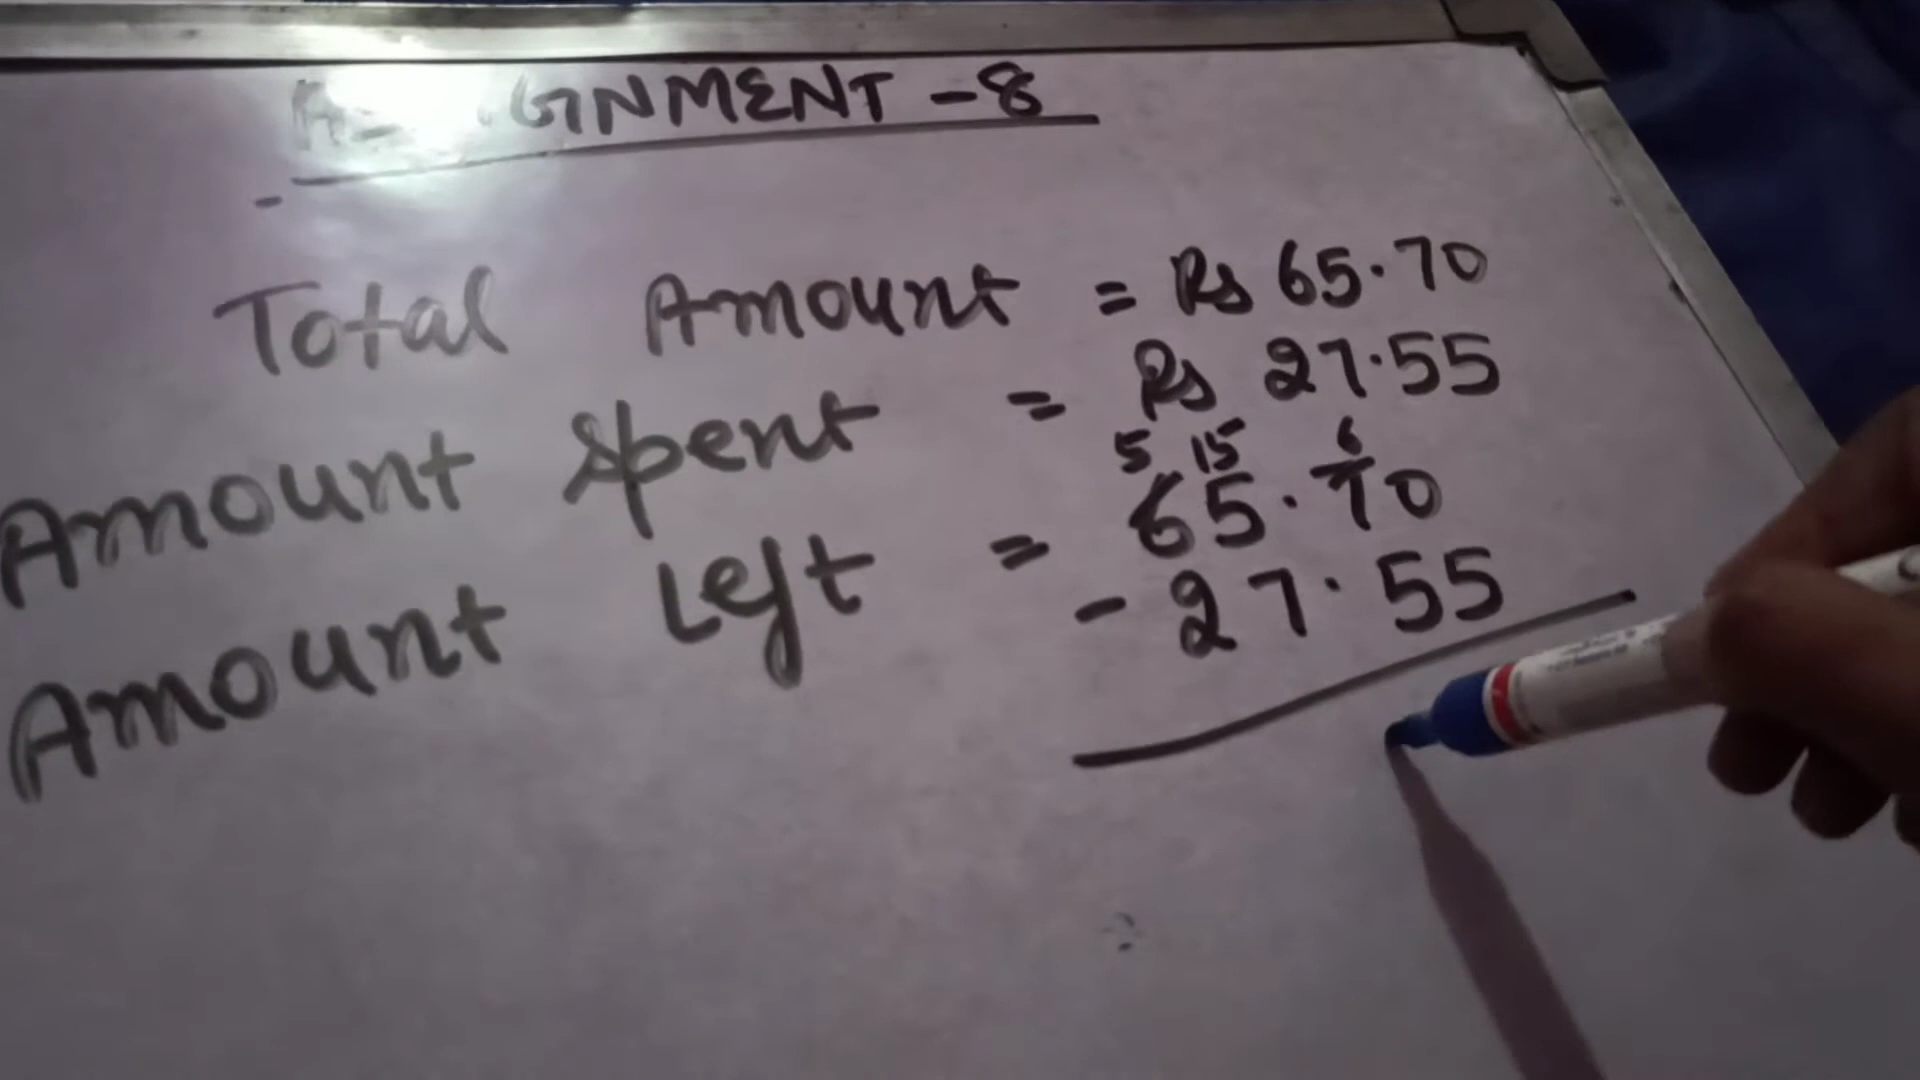 ASSIGNMENT - 8
Total Amount = Rs 65.70
Amount spent = Rs 27.55
5 15 6
Amount Left = 65.70
- 27.55